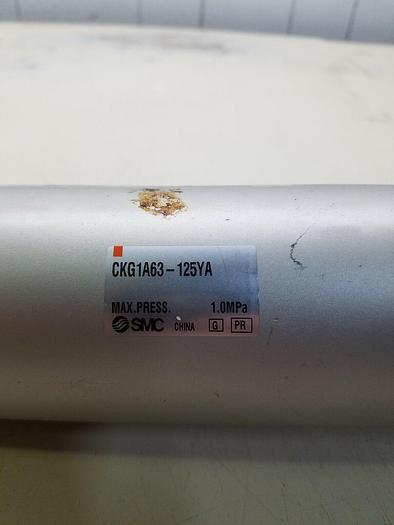 CKG1A63-125YA
MAX.PRESS. 1.0MPa
SMC CHINA G PR